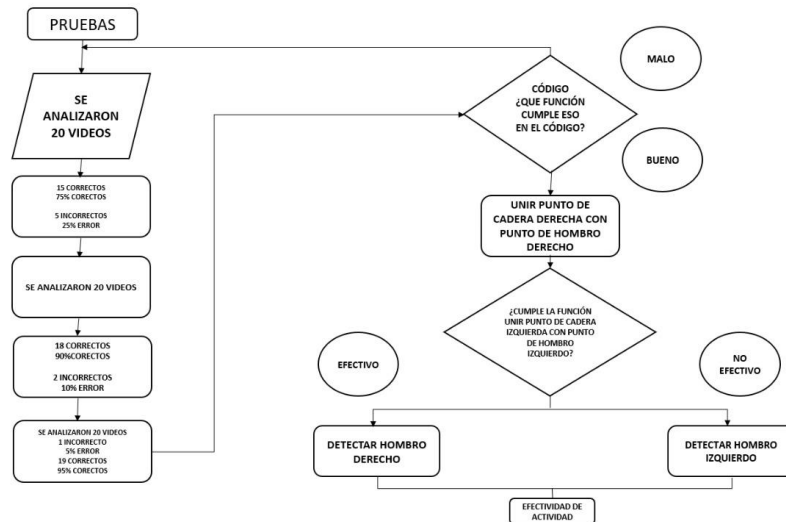 PRUEBAS
SE
ANALIZARON
20 VIDEOS
15 CORRECTOS
75% CORECTOS
5 INCORRECTOS
25% ERROR
SE ANALIZARON 20 VIDEOS
18 CORRECTOS
90%CORECTOS
2 INCORRECTOS
10% ERROR
SE ANALIZARON 20 VIDEOS
1 INCORRECTO
5% ERROR
19 CORRECTOS
95% CORECTOS
CÓDIGO
¿QUE FUNCIÓN
CUMPLE ESO
EN EL CÓDIGO?
MALO
BUENO
UNIR PUNTO DE
CADERA DERECHA CON
PUNTO DE HOMBRO
DERECHO
¿CUMPLE LA FUNCIÓN
UNIR PUNTO DE CADERA
IZQUIERDA CON PUNTO
DE HOMBRO
IZQUIERDO?
EFECTIVO
NO
EFECTIVO
DETECTAR HOMBRO
DERECHO
DETECTAR HOMBRO
IZQUIERDO
EFECTIVIDAD DE
ACTIVIDAD